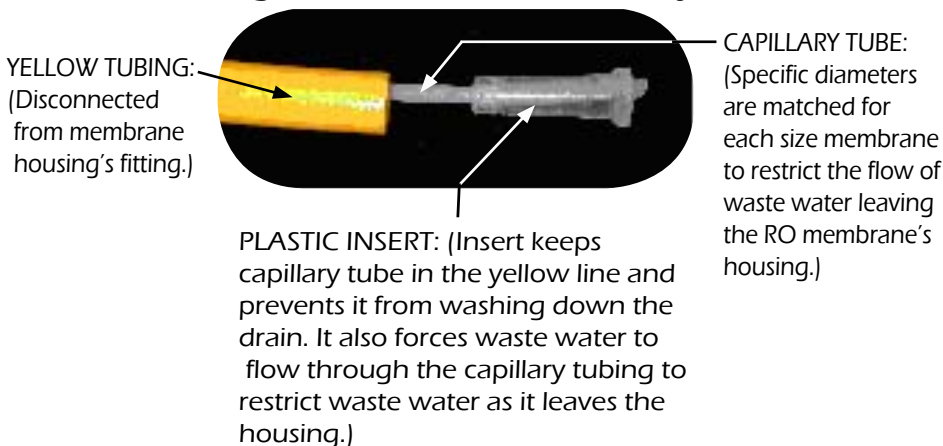 YELLOW TUBING:
(Disconnected
from membrane
housing's fitting.)
CAPILLARY TUBE:
(Specific diameters
are matched for
each size membrane
to restrict the flow of
waste water leaving
the RO membrane's
housing.)
PLASTIC INSERT: (Insert keeps
capillary tube in the yellow line and
prevents it from washing down the
drain. It also forces waste water to
flow through the capillary tubing to
restrict waste water as it leaves the
housing.)